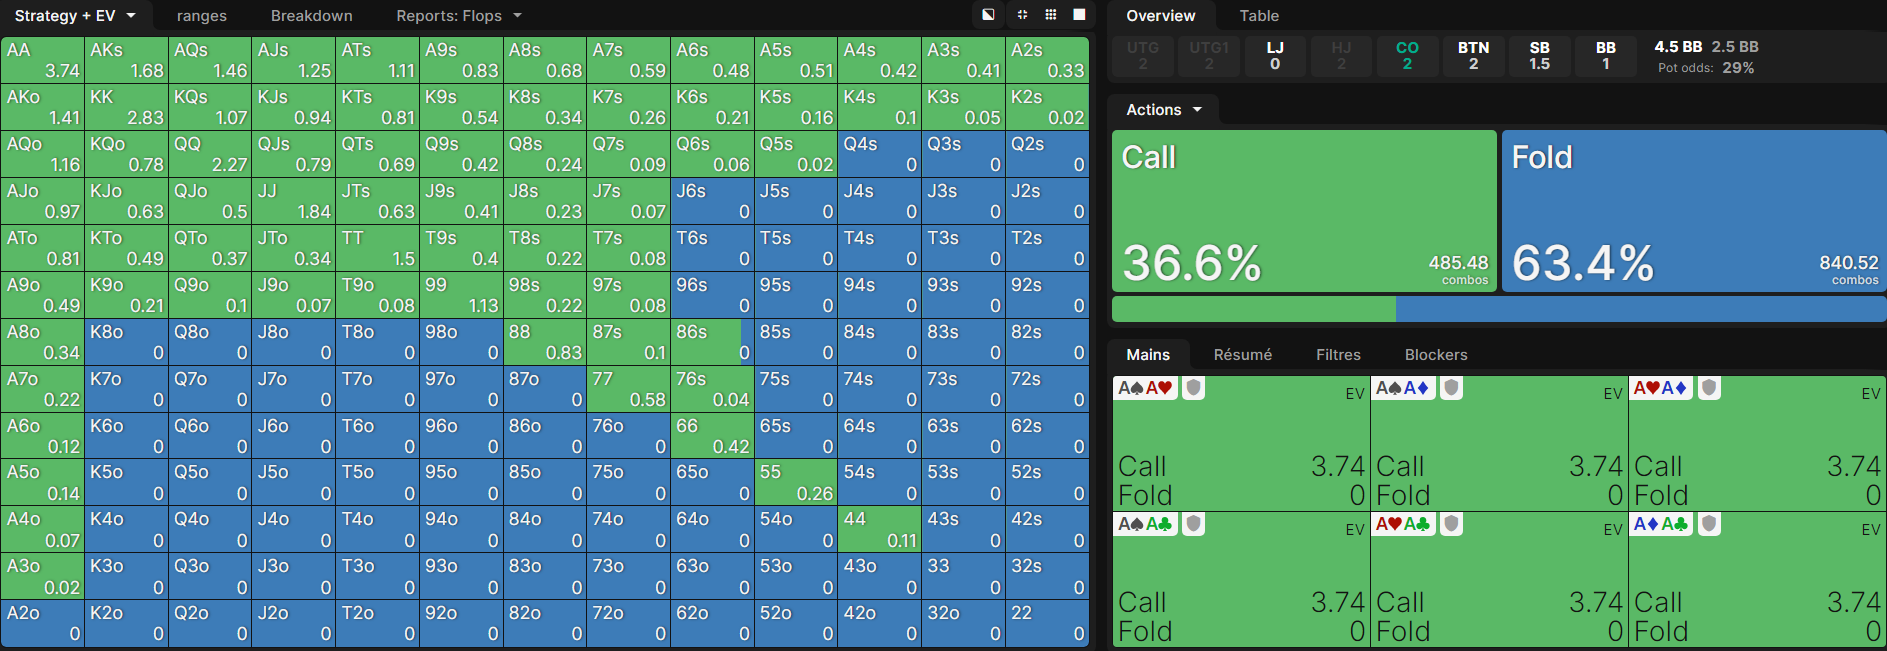 Strategy + EV ranges Breakdown Reports: Flops
AA AKs AQs AJs ATs A9s A8s A7s A6s A5s A4s A3s A2s
3.74 1.68 1.46 1.25 1.11 0.83 0.68 0.59 0.48 0.51 0.42 0.41 0.33
AKo KK KQs KJs KTs K9s K8s K7s K6s K5s K4s K3s K2s
1.41 2.83 1.07 0.94 0.81 0.54 0.34 0.26 0.21 0.16 0.1 0.05 0.02
AQo KQo QQ QJs QTs Q9s Q8s Q7s Q6s Q5s Q4s Q3s Q2s
1.16 0.78 2.27 0.79 0.69 0.42 0.24 0.09 0.06 0.02 0 0 0
AJo KJo QJo JJ JTs J9s J8s J7s J6s J5s J4s J3s J2s
0.97 0.63 0.5 1.84 0.63 0.41 0.23 0.07 0 0 0 0 0
ATo KTo QTo JTo TT T9s T8s T7s T6s T5s T4s T3s T2s
0.81 0.49 0.37 0.34 1.5 0.4 0.22 0.08 0 0 0 0 0
A9o K9o Q9o J9o T9o 99 98s 97s 96s 95s 94s 93s 92s
0.49 0.21 0.1 0.07 0.08 1.13 0.22 0.08 0 0 0 0 0
A8o K8o Q8o J8o T8o 98o 88 87s 86s 85s 84s 83s 82s
0.34 0 0 0 0 0 0.83 0.1 0 0 0 0 0
A7o K7o Q7o J7o T7o 97o 87o 77 76s 75s 74s 73s 72s
0.22 0 0 0 0 0 0 0.58 0.04 0 0 0 0
A6o K6o Q6o J6o T6o 96o 86o 76o 66 65s 64s 63s 62s
0.12 0 0 0 0 0 0 0 0.42 0 0 0 0
A5o K5o Q5o J5o T5o 95o 85o 75o 65o 55 54s 53s 52s
0.14 0 0 0 0 0 0 0 0 0.26 0 0 0
A4o K4o Q4o J4o T4o 94o 84o 74o 64o 54o 44 43s 42s
0.07 0 0 0 0 0 0 0 0 0 0.11 0 0
A3o K3o Q3o J3o T3o 93o 83o 73o 63o 53o 43o 33 32s
0.02 0 0 0 0 0 0 0 0 0 0 0 0
A2o K2o Q2o J2o T2o 92o 82o 72o 62o 52o 42o 32o 22
0 0 0 0 0 0 0 0 0 0 0 0 0
Overview Table
UTG UTG1 LJ HJ CO BTN SB BB 4.5 BB 2.5 BB
2 2 0 2 2 2 1.5 1 Pot odds: 29%
Actions
Call Fold
36.6% 485.48 combos 63.4% 840.52 combos
Mains Résumé Filtres Blockers
A♠A♥ EV A♠A♦ EV A♥A♦ EV
Call 3.74 Call 3.74 Call 3.74
Fold 0 Fold 0 Fold 0
A♠A♣ EV A♥A♣ EV A♦A♣ EV
Call 3.74 Call 3.74 Call 3.74
Fold 0 Fold 0 Fold 0